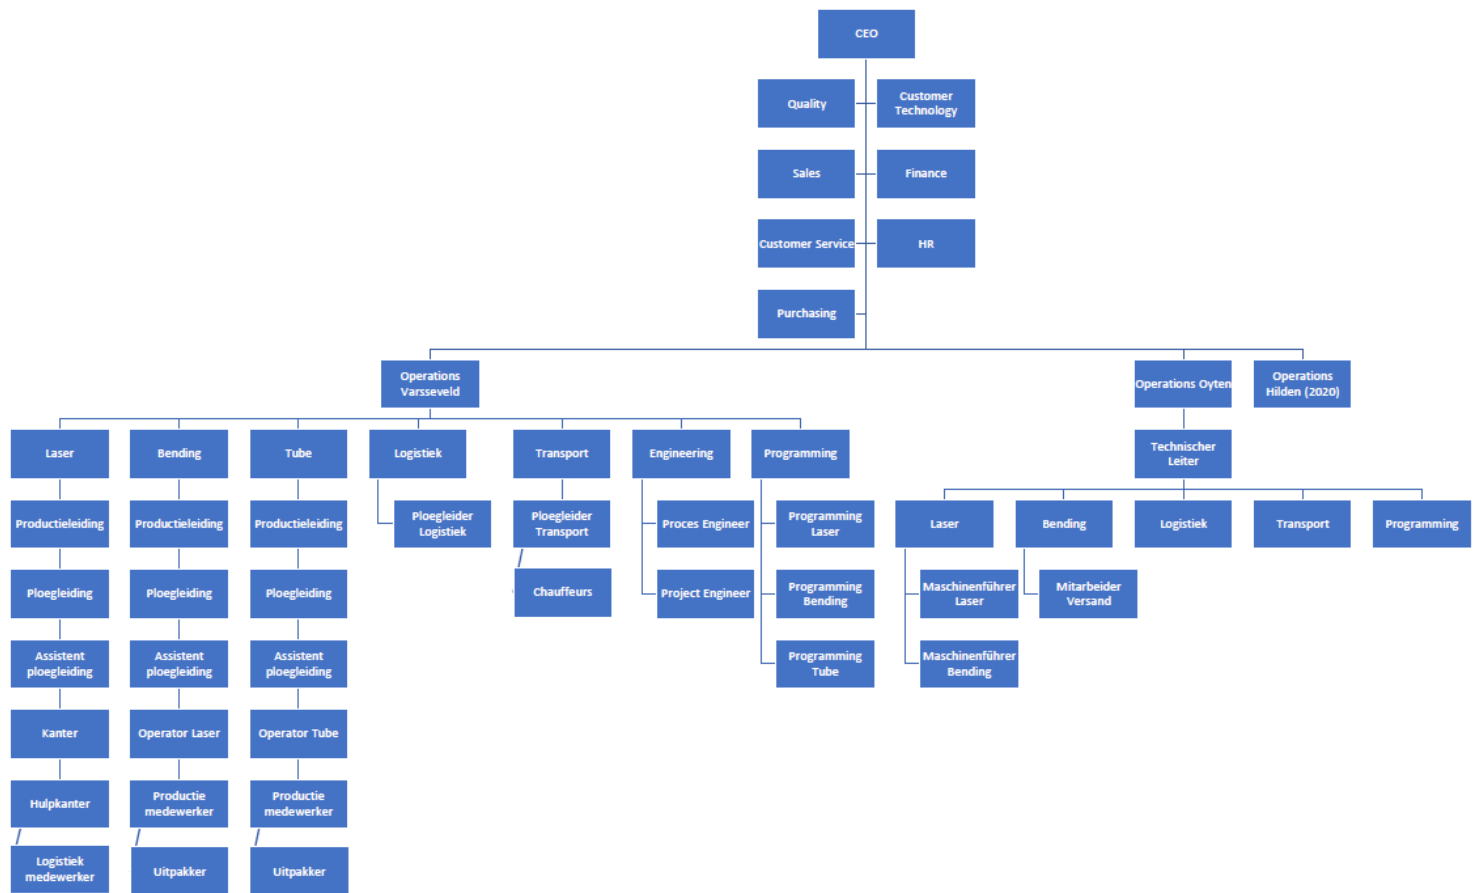 CEO
Quality
Customer
Technology
Sales
Finance
Customer Service
HR
Purchasing
Operations
Varsseveld
Operations Oyten
Operations
Hilden (2020)
Laser
Bending
Tube
Logistiek
Transport
Engineering
Programming
Technischer
Leiter
Productieleiding
Productieleiding
Productieleiding
Ploegleider
Logistiek
Ploegleider
Transport
Proces Engineer
Programming
Laser
Laser
Bending
Logistiek
Transport
Programming
Ploegleiding
Ploegleiding
Ploegleiding
Chauffeurs
Project Engineer
Programming
Bending
Maschinenführer
Laser
Mitarbeider
Versand
Assistent
ploegleiding
Assistent
ploegleiding
Assistent
ploegleiding
Programming
Tube
Maschinenführer
Bending
Kanter
Operator Laser
Operator Tube
Hulpkanter
Productie
medewerker
Productie
medewerker
Logistiek
medewerker
Uitpakker
Uitpakker